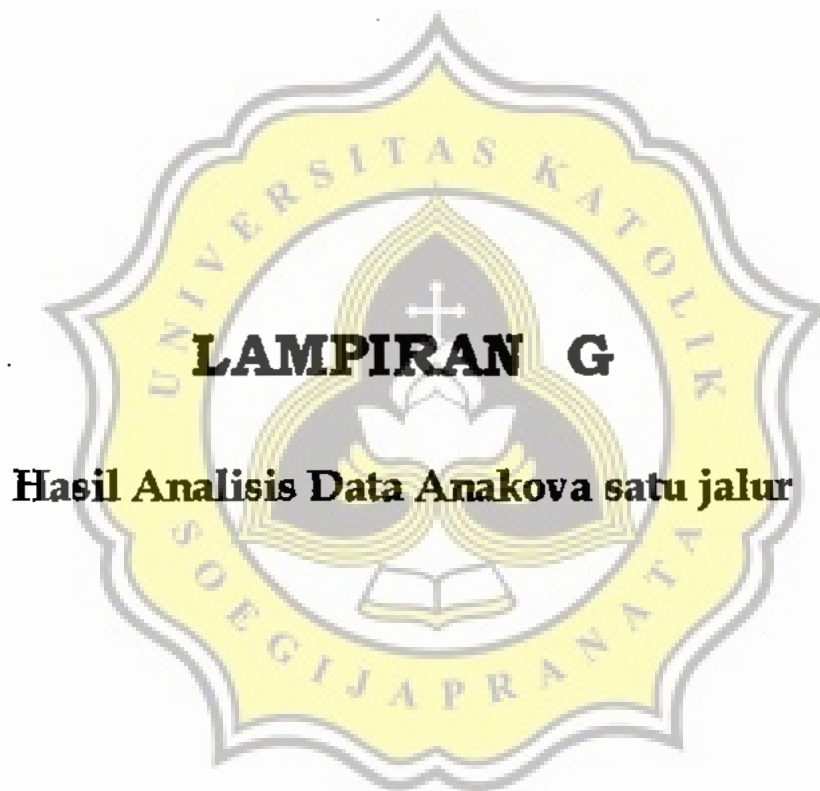 UNIVERSITAS KATOLIK
LAMPIRAN G
Hasil Analisis Data Anakova satu jalur
SOEGIJAPRANATA